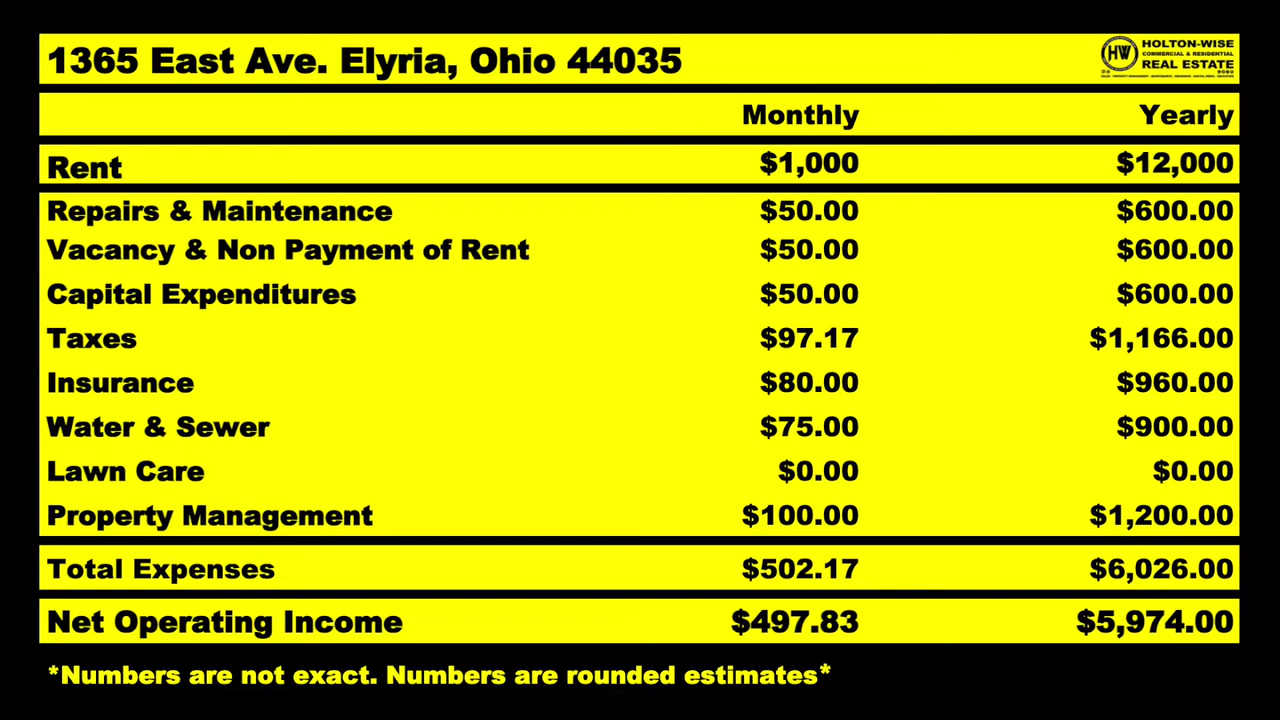 1365 East Ave. Elyria, Ohio 44035
HW
HOLTON-WISE
COMMERCIAL & RESIDENTIAL
REAL ESTATE
Monthly Yearly
Rent $1,000 $12,000
Repairs & Maintenance $50.00 $600.00
Vacancy & Non Payment of Rent $50.00 $600.00
Capital Expenditures $50.00 $600.00
Taxes $97.17 $1,166.00
Insurance $80.00 $960.00
Water & Sewer $75.00 $900.00
Lawn Care $0.00 $0.00
Property Management $100.00 $1,200.00
Total Expenses $502.17 $6,026.00
Net Operating Income $497.83 $5,974.00
*Numbers are not exact. Numbers are rounded estimates*